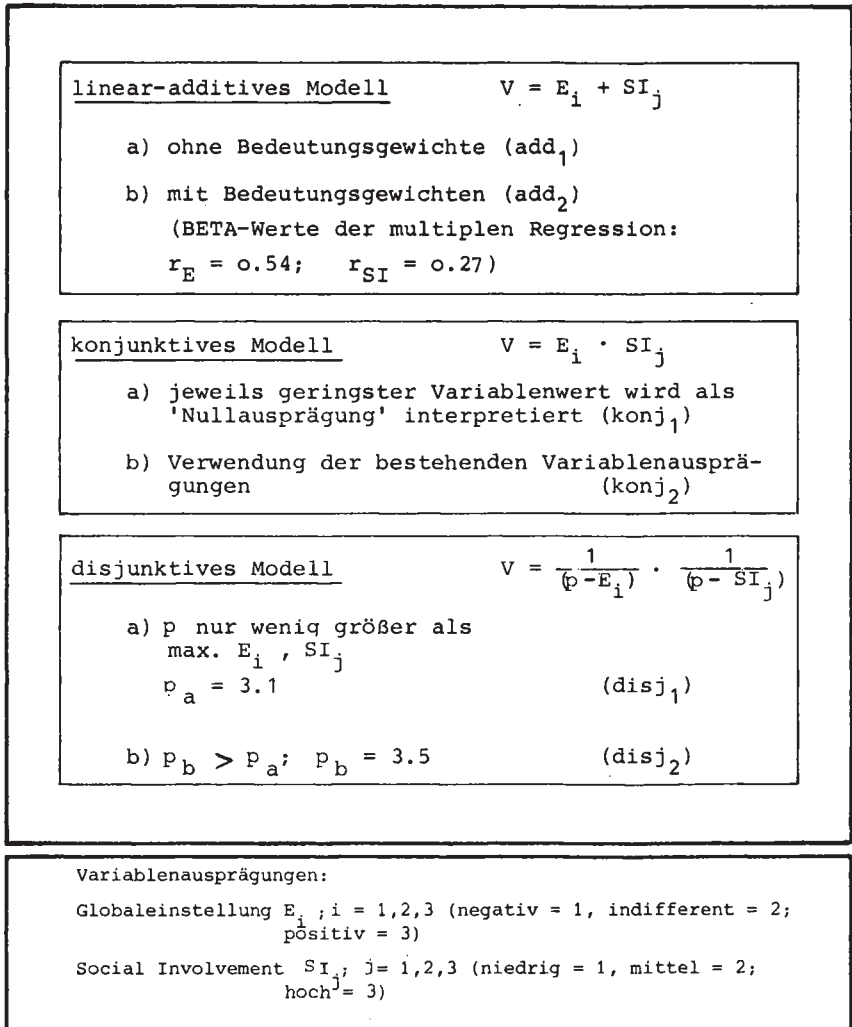 linear-additives Modell V = E_i + SI_j
a) ohne Bedeutungsgewichte (add_1)
b) mit Bedeutungsgewichten (add_2)
(BETA-Werte der multiplen Regression:
r_E = o.54; r_SI = o.27)
konjunktives Modell V = E_i · SI_j
a) jeweils geringster Variablenwert wird als
'Nullausprägung' interpretiert (konj_1)
b) Verwendung der bestehenden Variablenausprä-
gungen (konj_2)
disjunktives Modell V = 1/(p-E_i) · 1/(p- SI_j)
a) p nur wenig größer als
max. E_i , SI_j
p_a = 3.1 (disj_1)
b) p_b > p_a; p_b = 3.5 (disj_2)
Variablenausprägungen:
Globaleinstellung E_i ; i = 1,2,3 (negativ = 1, indifferent = 2;
positiv = 3)
Social Involvement SI_j; j= 1,2,3 (niedrig = 1, mittel = 2;
hoch = 3)